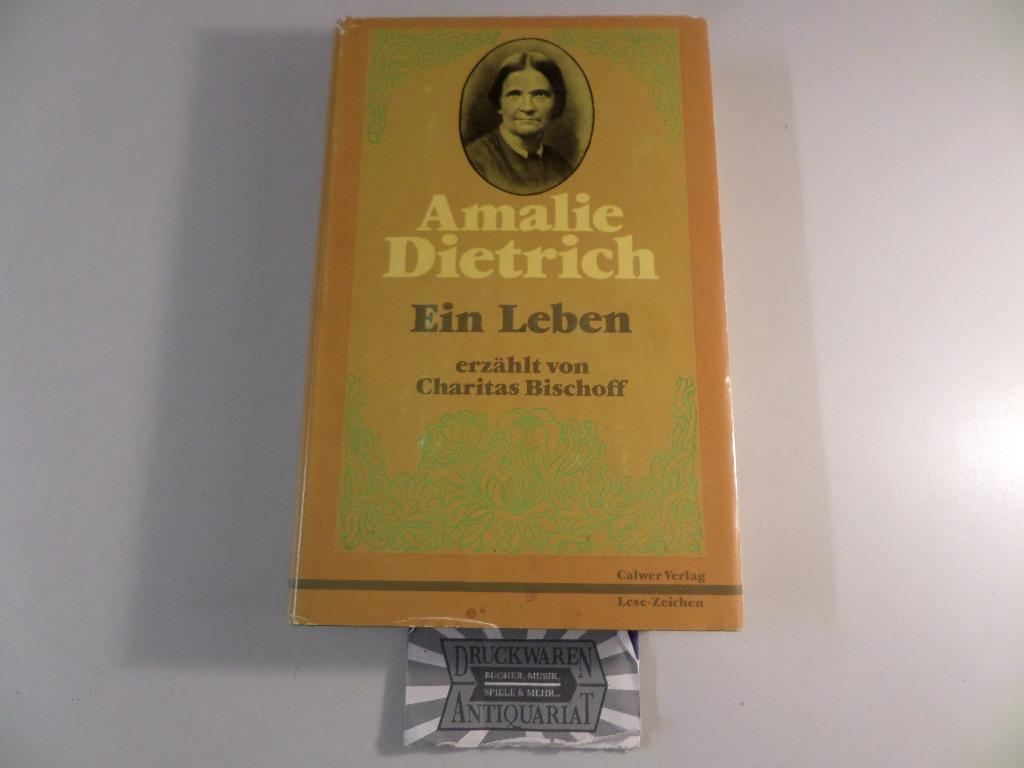 Amalie
Dietrich
Ein Leben
erzählt von
Charitas Bischoff
Calwer Verlag
Lese-Zeichen
DRUCKWAREN
BÜCHER, MUSIK,
SPIELE & MEHR...
ANTIQUARIAT